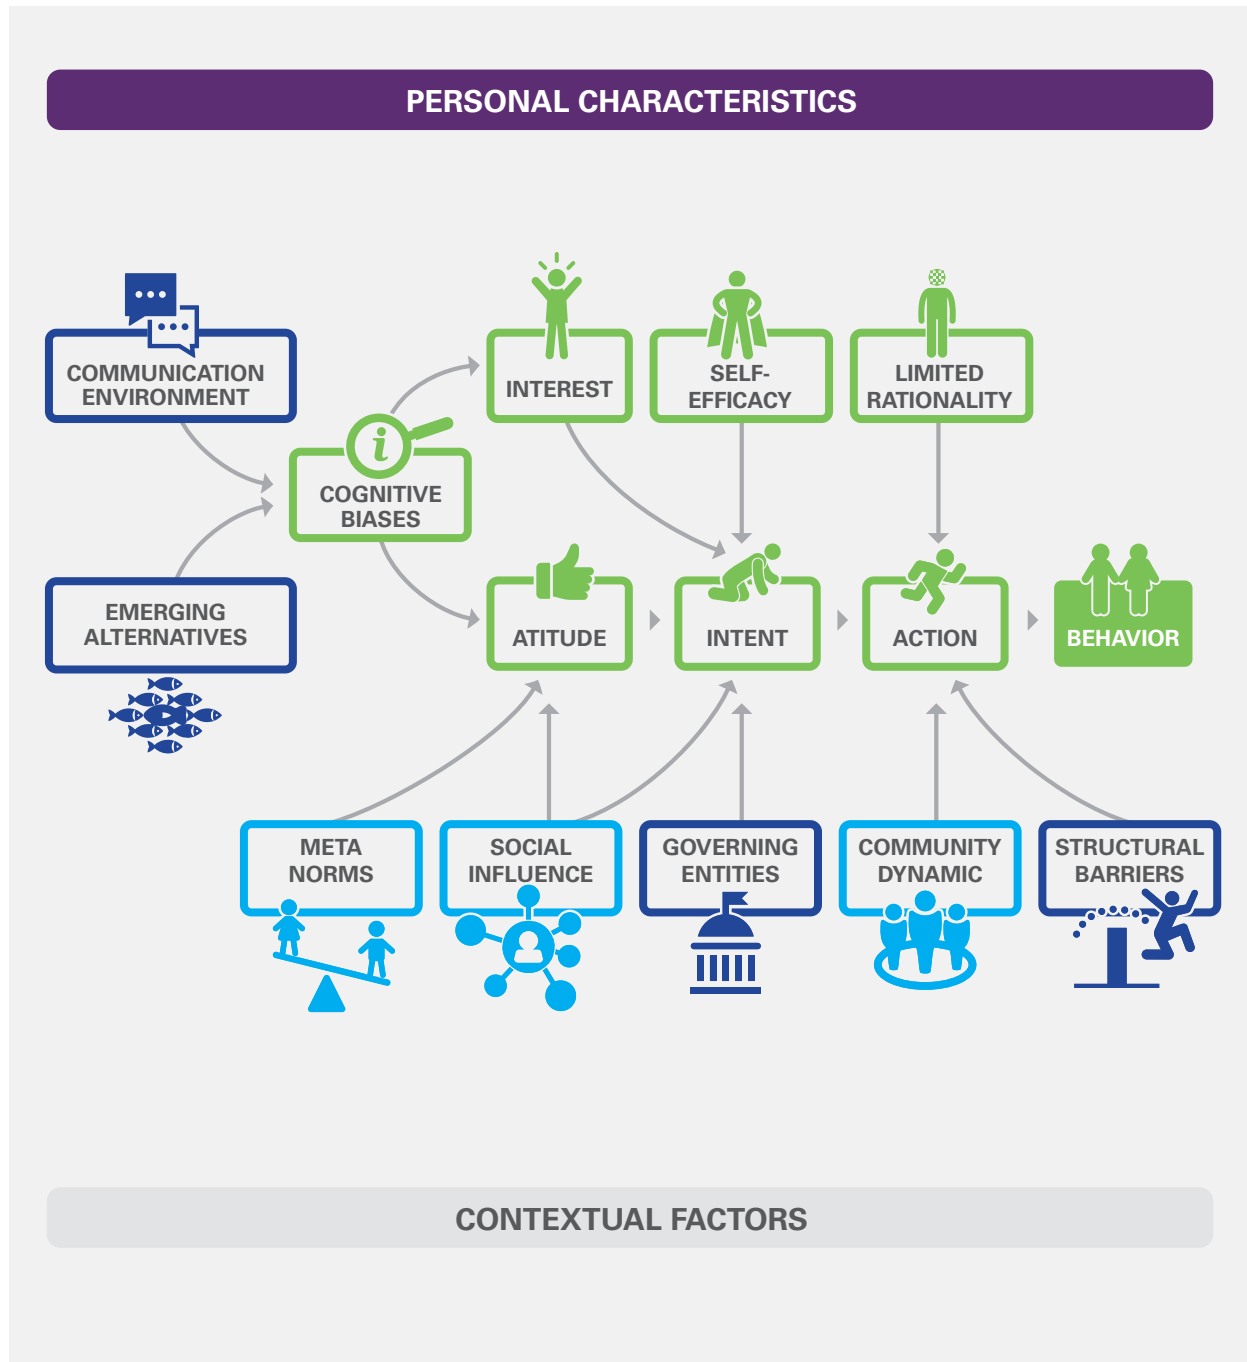 PERSONAL CHARACTERISTICS
COMMUNICATION
ENVIRONMENT
INTEREST
SELF-
EFFICACY
LIMITED
RATIONALITY
i
COGNITIVE
BIASES
EMERGING
ALTERNATIVES
ATITUDE
INTENT
ACTION
BEHAVIOR
META
NORMS
SOCIAL
INFLUENCE
GOVERNING
ENTITIES
COMMUNITY
DYNAMIC
STRUCTURAL
BARRIERS
CONTEXTUAL FACTORS